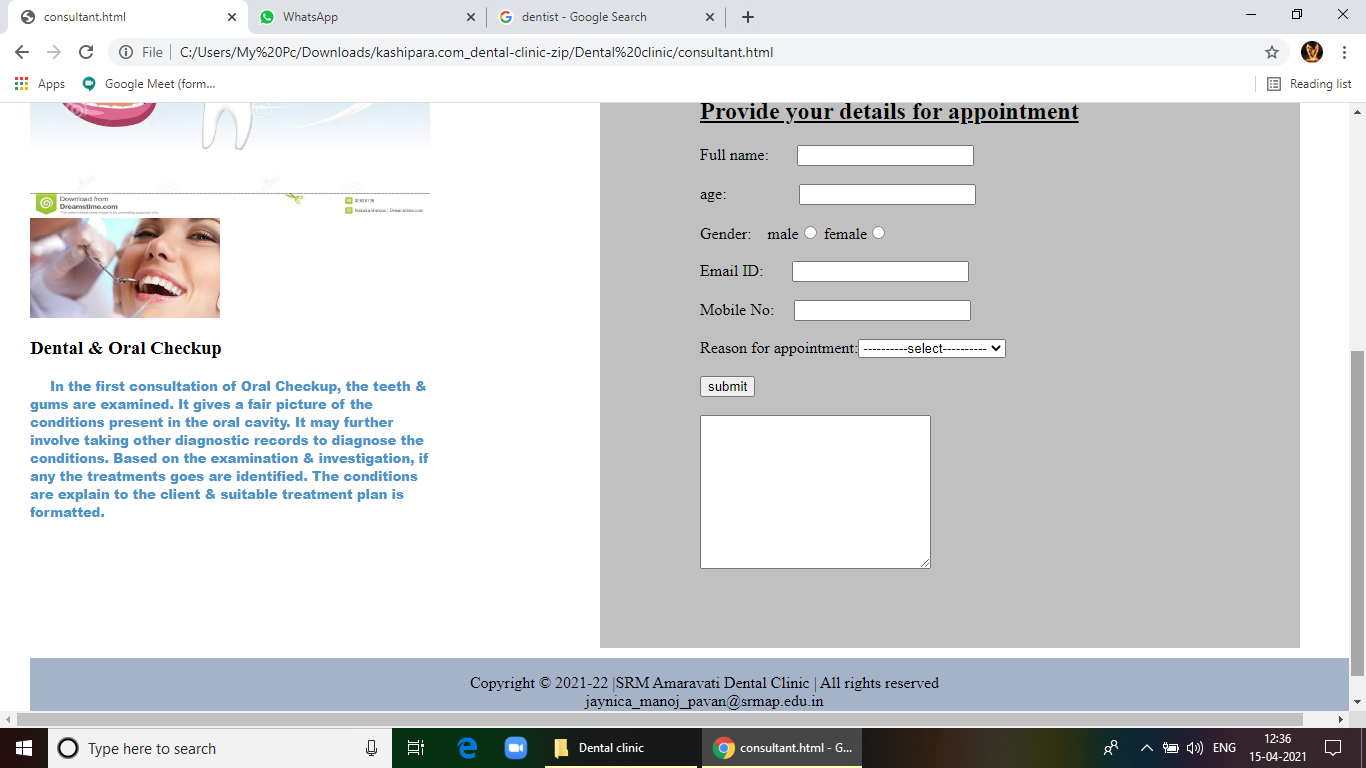 consultant.html
WhatsApp
dentist - Google Search
File
C:/Users/My%20Pc/Downloads/kashipara.com_dental-clinic-zip/Dental%20clinic/consultant.html
Apps
Google Meet (form...
Reading list
Download from
Dreamstime.com
Dental & Oral Checkup
In the first consultation of Oral Checkup, the teeth &
gums are examined. It gives a fair picture of the
conditions present in the oral cavity. It may further
involve taking other diagnostic records to diagnose the
conditions. Based on the examination & investigation, if
any the treatments goes are identified. The conditions
are explain to the client & suitable treatment plan is
formatted.
Provide your details for appointment
Full name:
age:
Gender: male female
Email ID:
Mobile No:
Reason for appointment: ----------select----------
submit
Copyright © 2021-22 |SRM Amaravati Dental Clinic | All rights reserved
jaynica_manoj_pavan@srmap.edu.in
Type here to search
Dental clinic
consultant.html - G...
ENG
12:36
15-04-2021